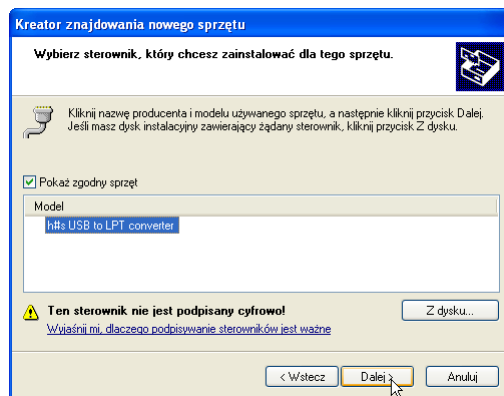 Kreator znajdowania nowego sprzętu
Wybierz sterownik, który chcesz zainstalować dla tego sprzętu.
Kliknij nazwę producenta i modelu używanego sprzętu, a następnie kliknij przycisk Dalej.
Jeśli masz dysk instalacyjny zawierający żądany sterownik, kliknij przycisk Z dysku.
Pokaż zgodny sprzęt
Model
h#s USB to LPT converter
Ten sterownik nie jest podpisany cyfrowo!
Z dysku...
Wyjaśnij mi, dlaczego podpisywanie sterowników jest ważne
< Wstecz
Dalej >
Anuluj